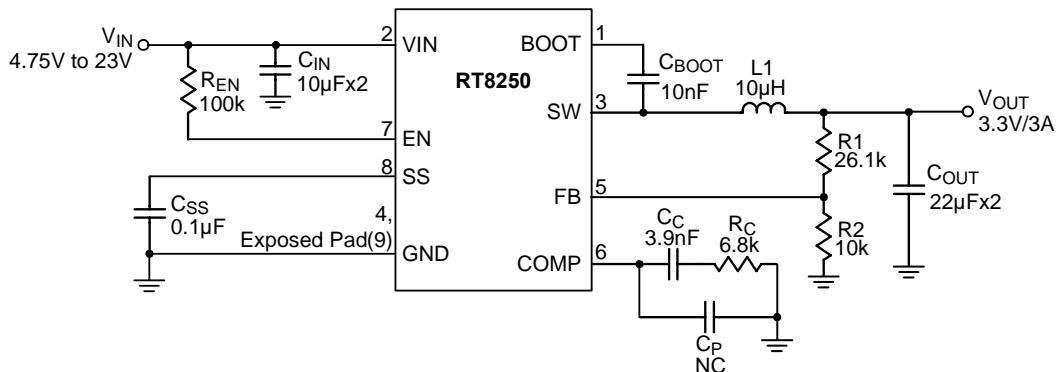 VIN
4.75V to 23V
REN
100k
CIN
10µFx2
2
VIN
7
EN
8
SS
CSS
0.1µF
4,
Exposed Pad(9)
GND
RT8250
BOOT
1
CBOOT
10nF
SW
3
L1
10µH
VOUT
3.3V/3A
R1
26.1k
COUT
22µFx2
FB
5
R2
10k
COMP
6
CC
3.9nF
RC
6.8k
CP
NC